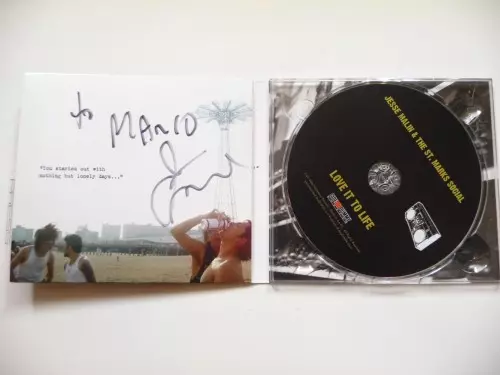 to MARIO
"You started out with
nothing but lonely days..."
JESSE MALIN & THE ST. MARKS SOCIAL
LOVE IT TO LIFE